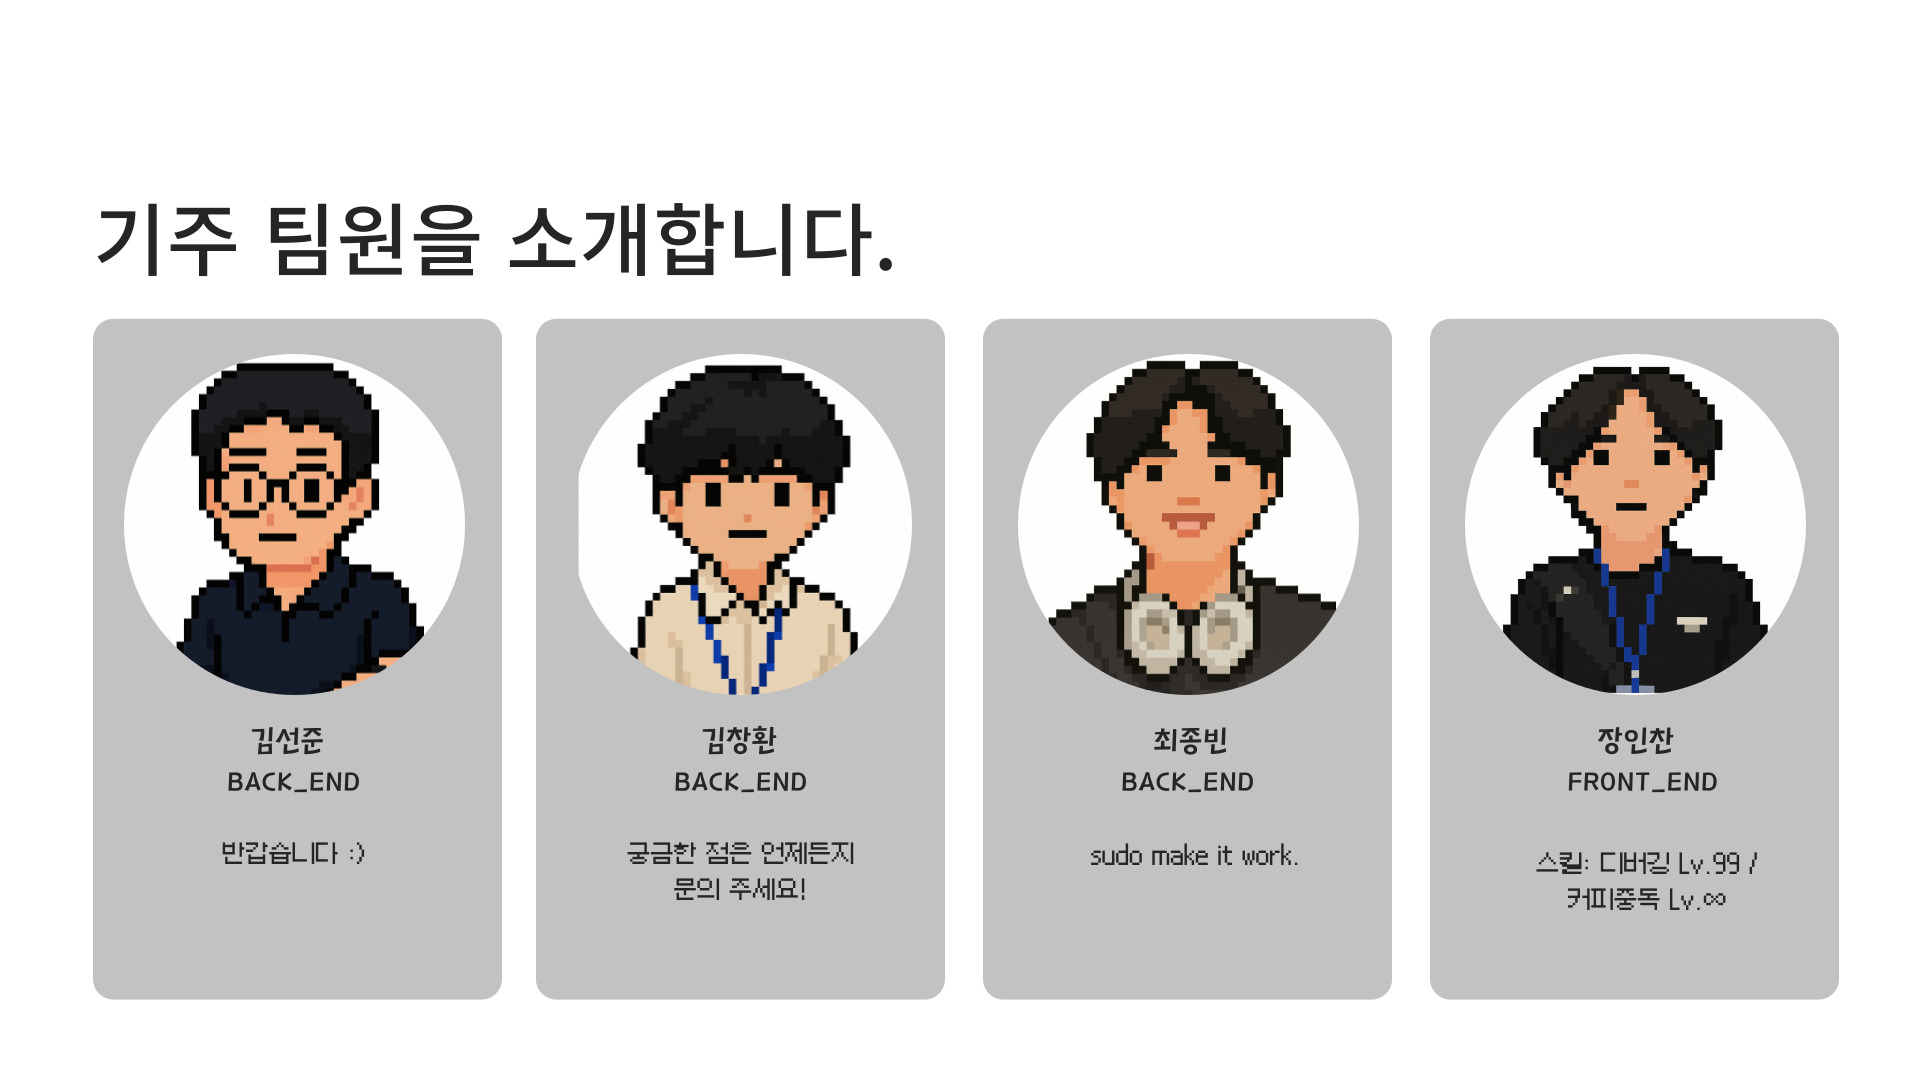 기주 팀원을 소개합니다.
김선준
BACK_END
반갑습니다 :)
김창환
BACK_END
궁금한 점은 언제든지
문의 주세요!
최종빈
BACK_END
sudo make it work.
장인찬
FRONT_END
스킬: 디버깅 Lv.99 /
커피중독 Lv.∞